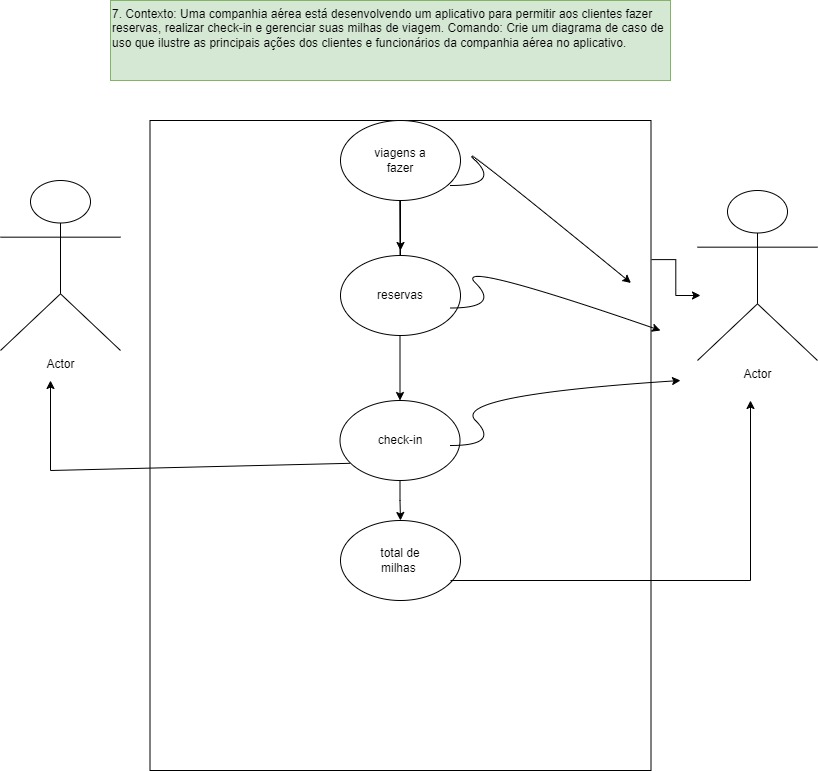 7. Contexto: Uma companhia aérea está desenvolvendo um aplicativo para permitir aos clientes fazer
reservas, realizar check-in e gerenciar suas milhas de viagem. Comando: Crie um diagrama de caso de
uso que ilustre as principais ações dos clientes e funcionários da companhia aérea no aplicativo.
viagens a
fazer
reservas
Actor
Actor
check-in
total de
milhas